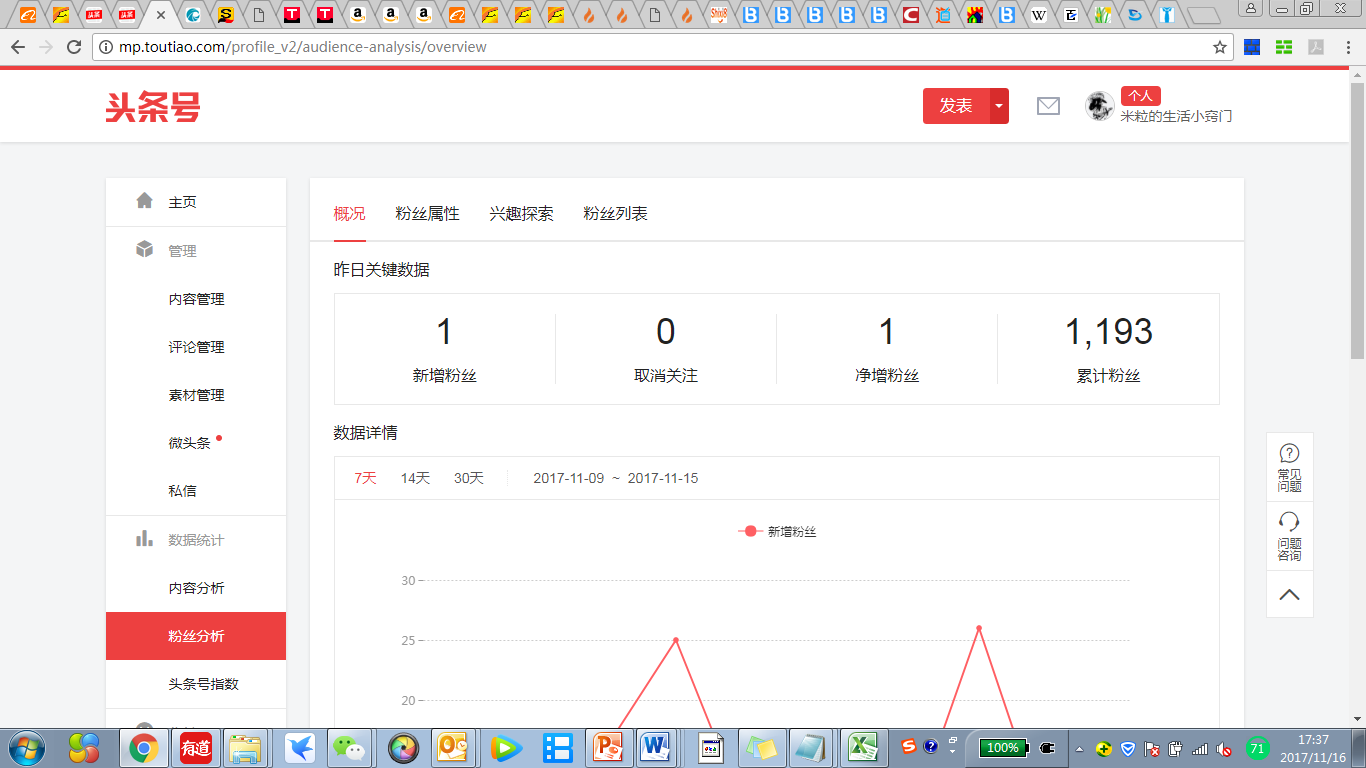 mp.toutiao.com/profile_v2/audience-analysis/overview
头条号
发表
个人
米粒的生活小窍门
主页
管理
内容管理
评论管理
素材管理
微头条
私信
数据统计
内容分析
粉丝分析
头条号指数
概况 粉丝属性 兴趣探索 粉丝列表
昨日关键数据
1 0 1 1,193
新增粉丝 取消关注 净增粉丝 累计粉丝
数据详情
7天 14天 30天 2017-11-09 ~ 2017-11-15
新增粉丝
30
25
20
常见
问题
问题
咨询
有道
100%
71
17:37
2017/11/16